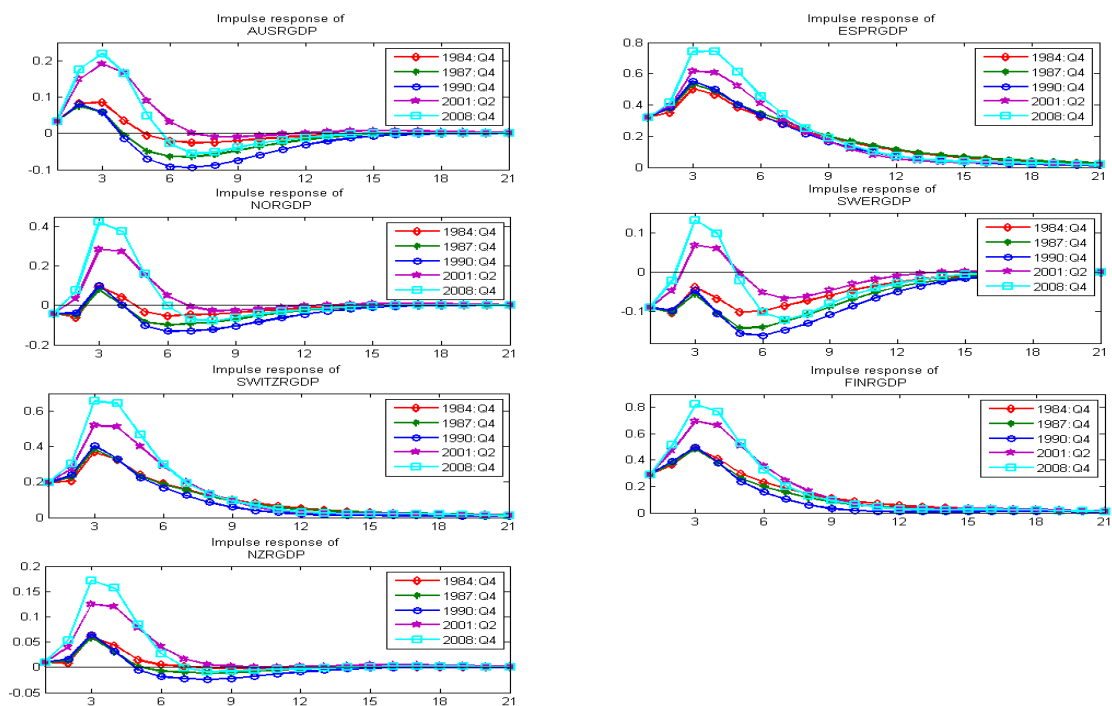 Impulse response of
AUSRGDP
0.2
0.1
0
-0.1
3 6 9 12 15 18 21
1984:Q4
1987:Q4
1990:Q4
2001:Q2
2008:Q4
Impulse response of
ESPRGDP
0.8
0.6
0.4
0.2
0
3 6 9 12 15 18 21
1984:Q4
1987:Q4
1990:Q4
2001:Q2
2008:Q4
Impulse response of
NORGDP
0.4
0.2
0
-0.2
3 6 9 12 15 18 21
1984:Q4
1987:Q4
1990:Q4
2001:Q2
2008:Q4
Impulse response of
SWERGDP
0.1
0
-0.1
3 6 9 12 15 18 21
1984:Q4
1987:Q4
1990:Q4
2001:Q2
2008:Q4
Impulse response of
SWITZRGDP
0.6
0.4
0.2
0
3 6 9 12 15 18 21
1984:Q4
1987:Q4
1990:Q4
2001:Q2
2008:Q4
Impulse response of
FINRGDP
0.8
0.6
0.4
0.2
0
3 6 9 12 15 18 21
1984:Q4
1987:Q4
1990:Q4
2001:Q2
2008:Q4
Impulse response of
NZRGDP
0.2
0.15
0.1
0.05
0
-0.05
3 6 9 12 15 18 21
1984:Q4
1987:Q4
1990:Q4
2001:Q2
2008:Q4